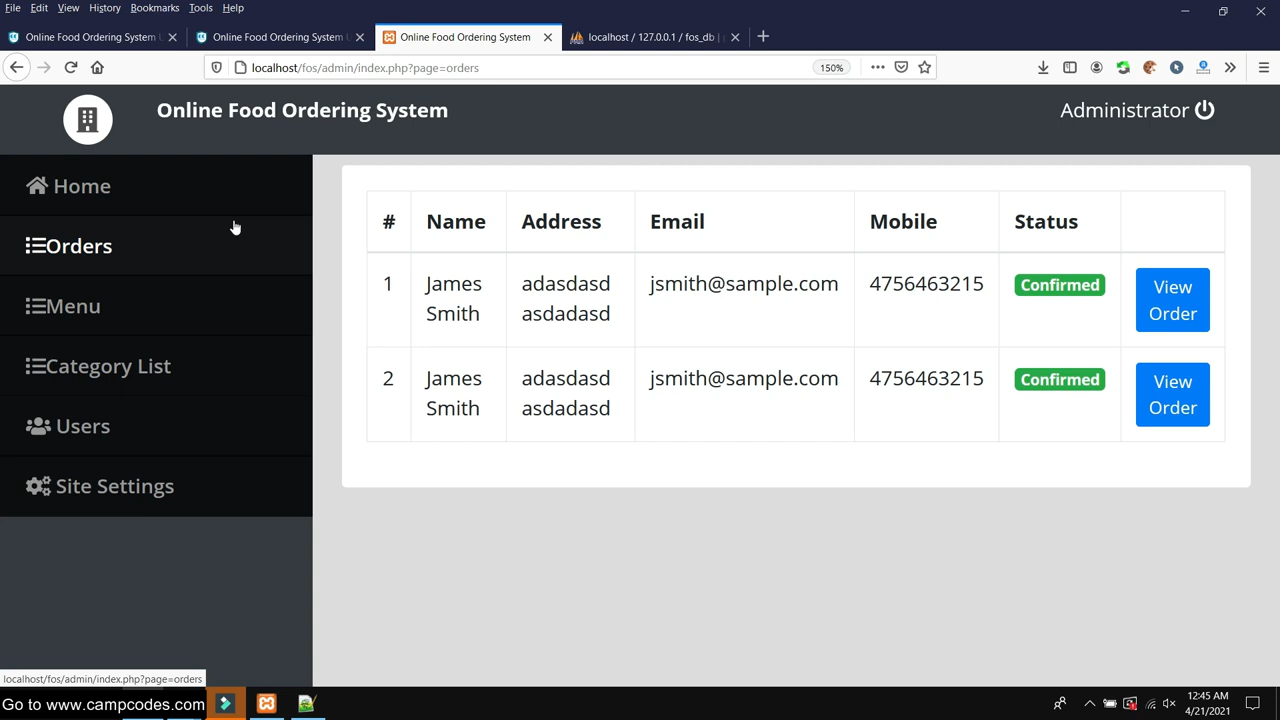 File Edit View History Bookmarks Tools Help
Online Food Ordering System U
Online Food Ordering System U
Online Food Ordering System
localhost / 127.0.0.1 / fos_db |
localhost/fos/admin/index.php?page=orders
150%
Online Food Ordering System
Administrator
Home
Orders
Menu
Category List
Users
Site Settings
# Name Address Email Mobile Status
1 James Smith adasdasd asdadasd jsmith@sample.com 4756463215 Confirmed View Order
2 James Smith adasdasd asdadasd jsmith@sample.com 4756463215 Confirmed View Order
localhost/fos/admin/index.php?page=orders
Go to www.campcodes.com
12:45 AM
4/21/2021